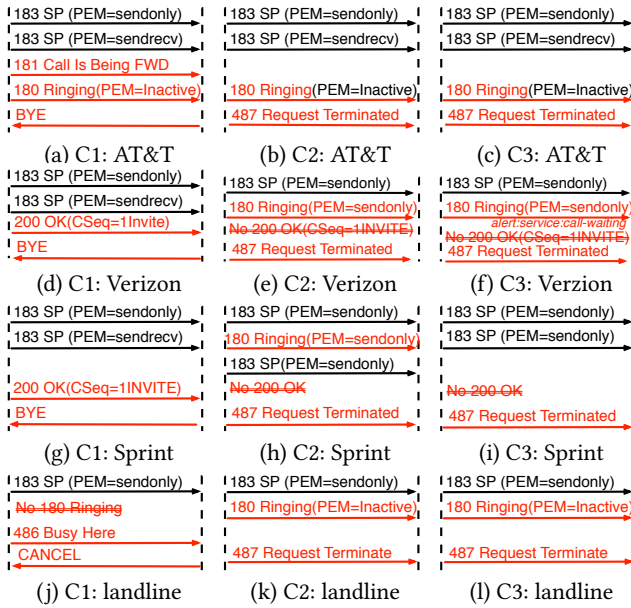 183 SP (PEM=sendonly)
183 SP (PEM=sendrecv)
181 Call Is Being FWD
180 Ringing(PEM=Inactive)
BYE
(a) C1: AT&T
183 SP (PEM=sendonly)
183 SP (PEM=sendrecv)
180 Ringing(PEM=Inactive)
487 Request Terminated
(b) C2: AT&T
183 SP (PEM=sendonly)
183 SP (PEM=sendrecv)
180 Ringing(PEM=Inactive)
487 Request Terminated
(c) C3: AT&T
183 SP (PEM=sendonly)
183 SP (PEM=sendrecv)
200 OK(CSeq=1Invite)
BYE
(d) C1: Verizon
183 SP (PEM=sendonly)
180 Ringing(PEM=sendonly)
No 200 OK(CSeq=1INVITE)
487 Request Terminated
(e) C2: Verizon
183 SP (PEM=sendonly)
180 Ringing(PEM=sendonly)
alert:service:call-waiting
No 200 OK(CSeq=1INVITE)
487 Request Terminated
(f) C3: Verzion
183 SP (PEM=sendonly)
183 SP (PEM=sendrecv)
200 OK(CSeq=1INVITE)
BYE
(g) C1: Sprint
183 SP (PEM=sendonly)
180 Ringing(PEM=sendonly)
183 SP(PEM=sendonly)
No 200 OK
487 Request Terminated
(h) C2: Sprint
183 SP (PEM=sendonly)
183 SP (PEM=sendonly)
No 200 OK
487 Request Terminated
(i) C3: Sprint
183 SP (PEM=sendonly)
No 180 Ringing
486 Busy Here
CANCEL
(j) C1: landline
183 SP (PEM=sendonly)
180 Ringing(PEM=Inactive)
487 Request Terminate
(k) C2: landline
183 SP (PEM=sendonly)
180 Ringing(PEM=Inactive)
487 Request Terminate
(l) C3: landline